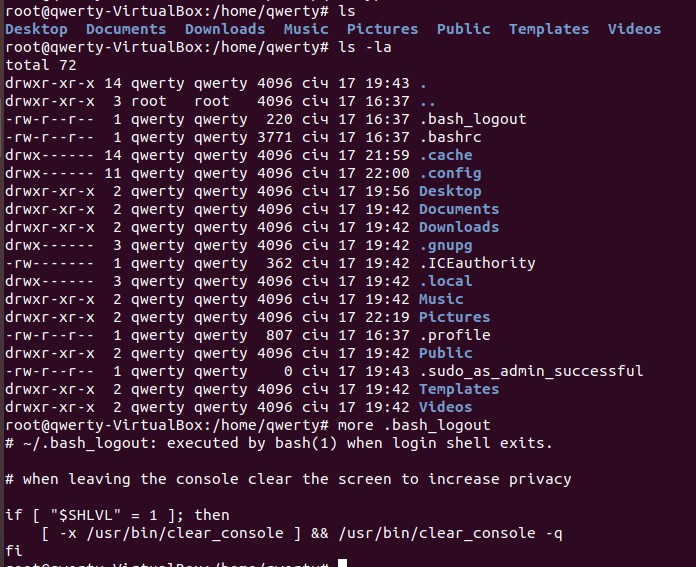 root@qwerty-VirtualBox:/home/qwerty# ls
Desktop  Documents  Downloads  Music  Pictures  Public  Templates  Videos
root@qwerty-VirtualBox:/home/qwerty# ls -la
total 72
drwxr-xr-x 14 qwerty qwerty 4096 січ 17 19:43 .
drwxr-xr-x  3 root   root   4096 січ 17 16:37 ..
-rw-r--r--  1 qwerty qwerty  220 січ 17 16:37 .bash_logout
-rw-r--r--  1 qwerty qwerty 3771 січ 17 16:37 .bashrc
drwx------ 14 qwerty qwerty 4096 січ 17 21:59 .cache
drwx------ 11 qwerty qwerty 4096 січ 17 22:00 .config
drwxr-xr-x  2 qwerty qwerty 4096 січ 17 19:56 Desktop
drwxr-xr-x  2 qwerty qwerty 4096 січ 17 19:42 Documents
drwxr-xr-x  2 qwerty qwerty 4096 січ 17 19:42 Downloads
drwx------  3 qwerty qwerty 4096 січ 17 19:42 .gnupg
-rw-------  1 qwerty qwerty  362 січ 17 19:42 .ICEauthority
drwx------  3 qwerty qwerty 4096 січ 17 19:42 .local
drwxr-xr-x  2 qwerty qwerty 4096 січ 17 19:42 Music
drwxr-xr-x  2 qwerty qwerty 4096 січ 17 22:19 Pictures
-rw-r--r--  1 qwerty qwerty  807 січ 17 16:37 .profile
drwxr-xr-x  2 qwerty qwerty 4096 січ 17 19:42 Public
-rw-r--r--  1 qwerty qwerty    0 січ 17 19:43 .sudo_as_admin_successful
drwxr-xr-x  2 qwerty qwerty 4096 січ 17 19:42 Templates
drwxr-xr-x  2 qwerty qwerty 4096 січ 17 19:42 Videos
root@qwerty-VirtualBox:/home/qwerty# more .bash_logout
# ~/.bash_logout: executed by bash(1) when login shell exits.
# when leaving the console clear the screen to increase privacy
if [ "$SHLVL" = 1 ]; then
    [ -x /usr/bin/clear_console ] && /usr/bin/clear_console -q
fi
root@qwerty-VirtualBox:/home/qwerty#